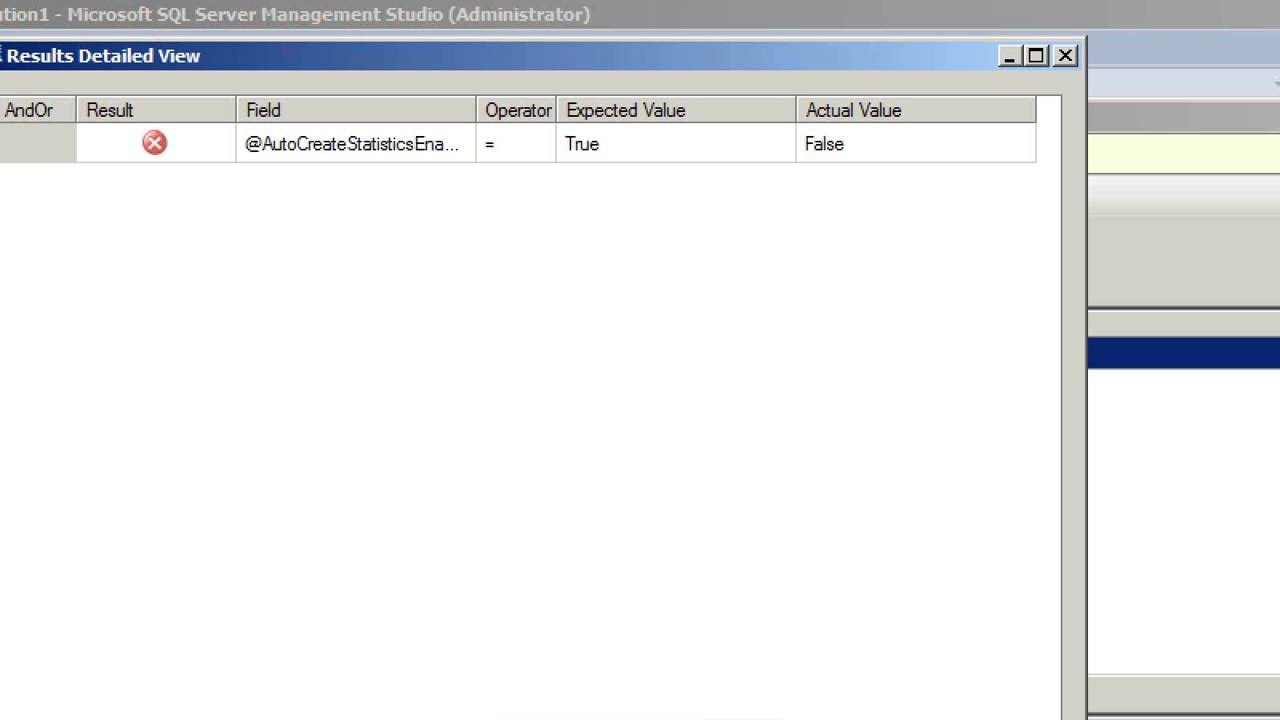 ution1 - Microsoft SQL Server Management Studio (Administrator)
Results Detailed View
AndOr Result Field Operator Expected Value Actual Value
@AutoCreateStatisticsEna... = True False